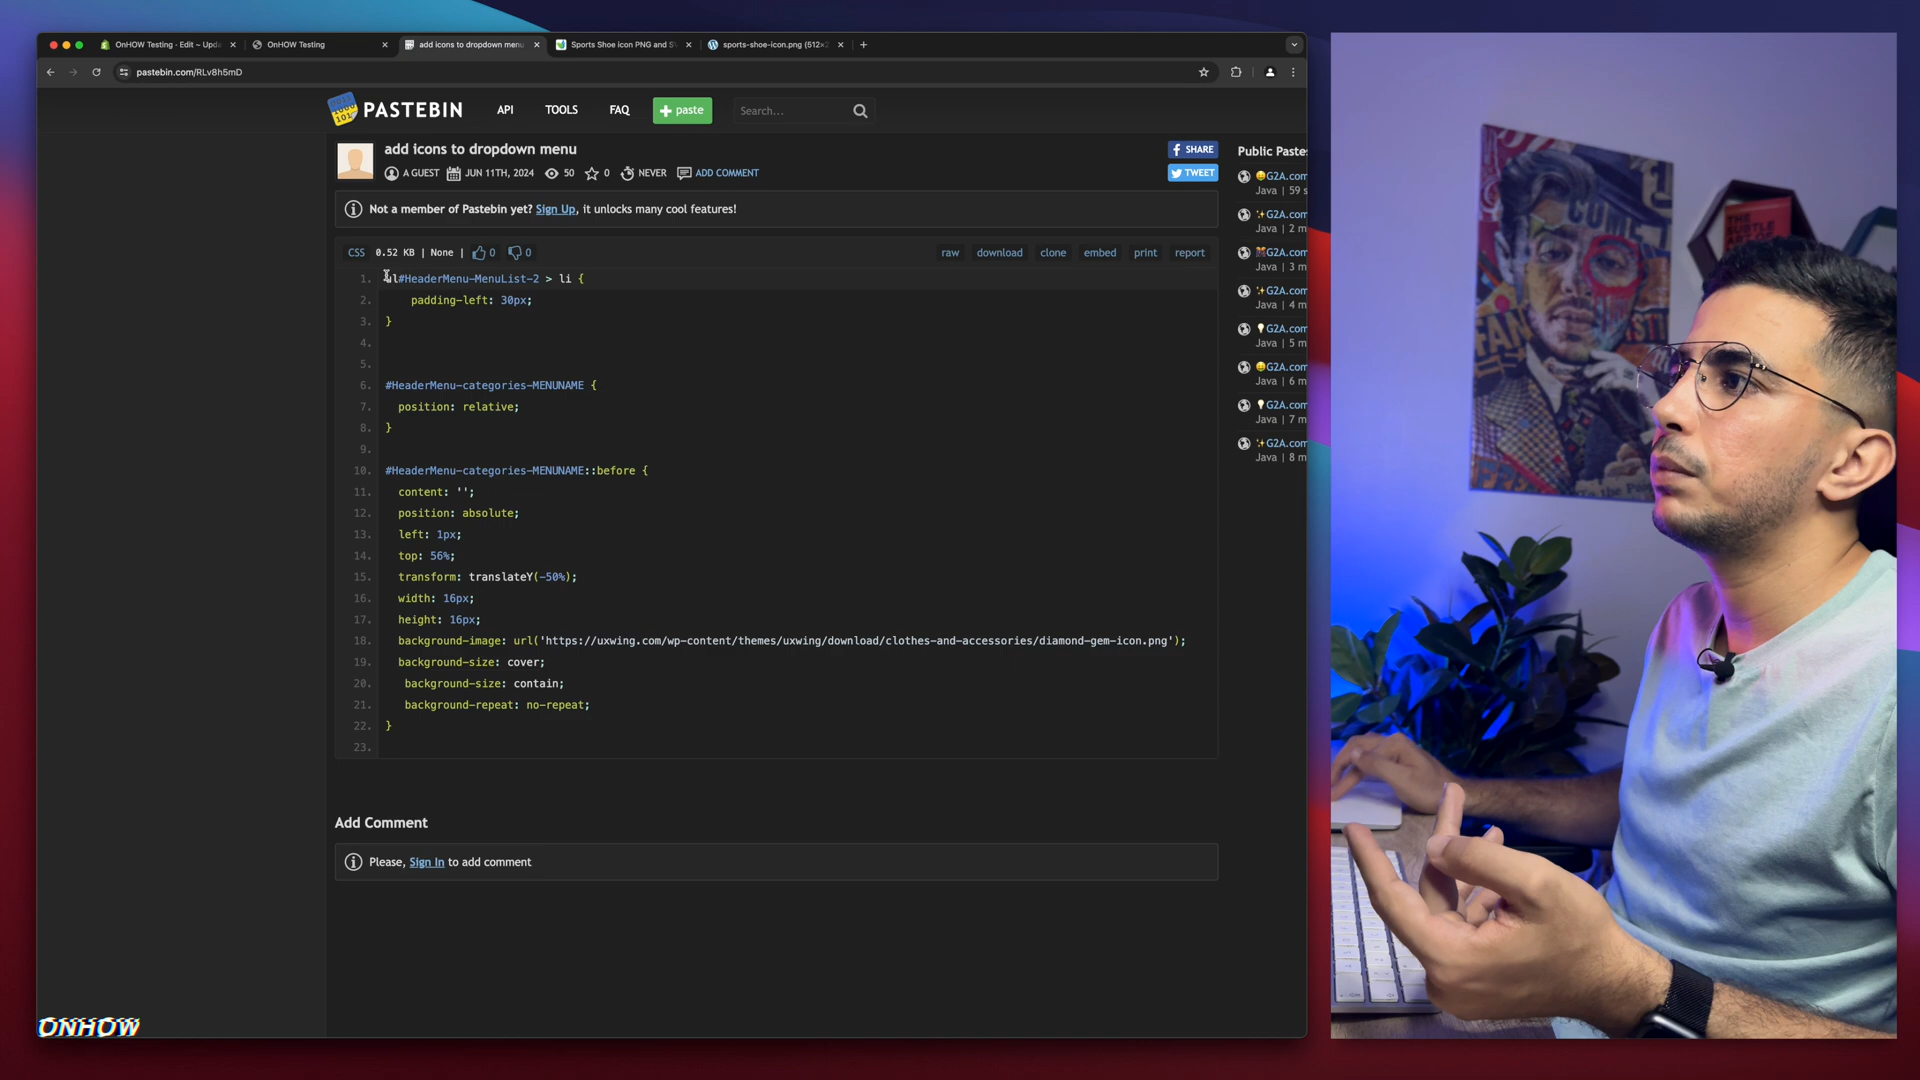 OnHOW Testing · Edit ~ Upda
OnHOW Testing
add icons to dropdown menu
Sports Shoe icon PNG and SV
sports-shoe-icon.png (512×
pastebin.com/RLv8h5mD
PASTEBIN
API
TOOLS
FAQ
paste
Search...
add icons to dropdown menu
A GUEST
JUN 11TH, 2024
50
0
NEVER
ADD COMMENT
SHARE
TWEET
Not a member of Pastebin yet? Sign Up, it unlocks many cool features!
CSS 0.52 KB | None | 0 0
raw download clone embed print report
1. ul#HeaderMenu-MenuList-2 > li {
2. padding-left: 30px;
3. }
4.
5.
6. #HeaderMenu-categories-MENUNAME {
7. position: relative;
8. }
9.
10. #HeaderMenu-categories-MENUNAME::before {
11. content: '';
12. position: absolute;
13. left: 1px;
14. top: 56%;
15. transform: translateY(-50%);
16. width: 16px;
17. height: 16px;
18. background-image: url('https://uxwing.com/wp-content/themes/uxwing/download/clothes-and-accessories/diamond-gem-icon.png');
19. background-size: cover;
20. background-size: contain;
21. background-repeat: no-repeat;
22. }
23.
Add Comment
Please, Sign In to add comment
Public Pastes
G2A.com
Java | 59 s
G2A.com
Java | 2 m
G2A.com
Java | 3 m
G2A.com
Java | 4 m
G2A.com
Java | 5 m
G2A.com
Java | 6 m
G2A.com
Java | 7 m
G2A.com
Java | 8 m
THE
SUBTLE
ART OF
ONHOW